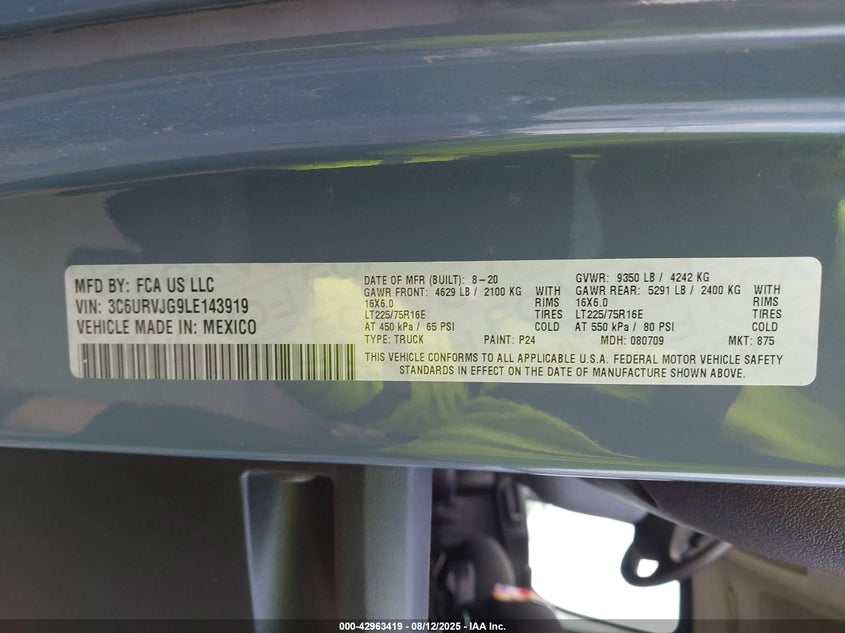 MFD BY: FCA US LLC
VIN: 3C6URVJG9LE143919
VEHICLE MADE IN: MEXICO
DATE OF MFR (BUILT): 8-20
GAWR FRONT: 4629 LB / 2100 KG WITH
16X6.0 RIMS
LT225/75R16E TIRES
AT 450 kPa / 65 PSI COLD
TYPE: TRUCK PAINT: P24
GVWR: 9350 LB / 4242 KG
GAWR REAR: 5291 LB / 2400 KG WITH
16X6.0 RIMS
LT225/75R16E TIRES
AT 550 kPa / 80 PSI COLD
MDH: 080709 MKT: 875
THIS VEHICLE CONFORMS TO ALL APPLICABLE U.S.A. FEDERAL MOTOR VEHICLE SAFETY
STANDARDS IN EFFECT ON THE DATE OF MANUFACTURE SHOWN ABOVE.
000-42963419 - 08/12/2025 - IAA Inc.